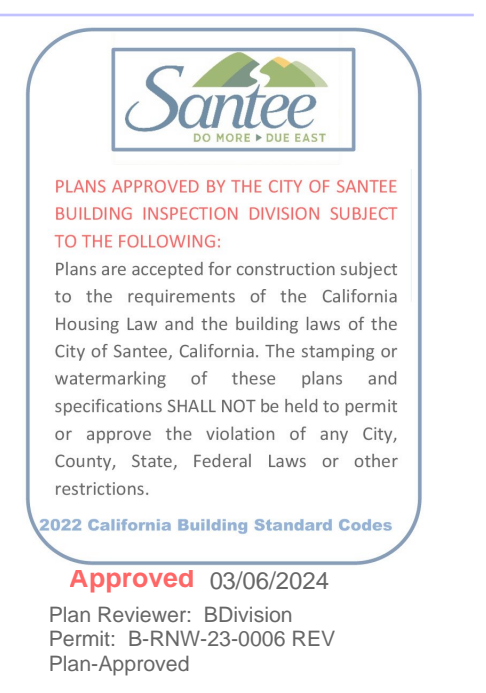 Santee
DO MORE ▶ DUE EAST
PLANS APPROVED BY THE CITY OF SANTEE
BUILDING INSPECTION DIVISION SUBJECT
TO THE FOLLOWING:
Plans are accepted for construction subject
to the requirements of the California
Housing Law and the building laws of the
City of Santee, California. The stamping or
watermarking of these plans and
specifications SHALL NOT be held to permit
or approve the violation of any City,
County, State, Federal Laws or other
restrictions.
2022 California Building Standard Codes
Approved 03/06/2024
Plan Reviewer: BDivision
Permit: B-RNW-23-0006 REV
Plan-Approved